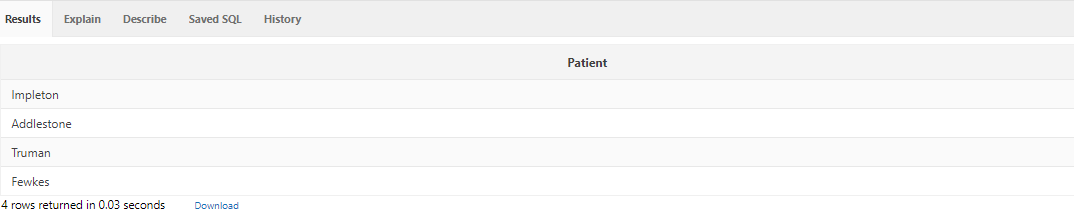 Results Explain Describe Saved SQL History
Patient
Impleton
Addlestone
Truman
Fewkes
4 rows returned in 0.03 seconds Download